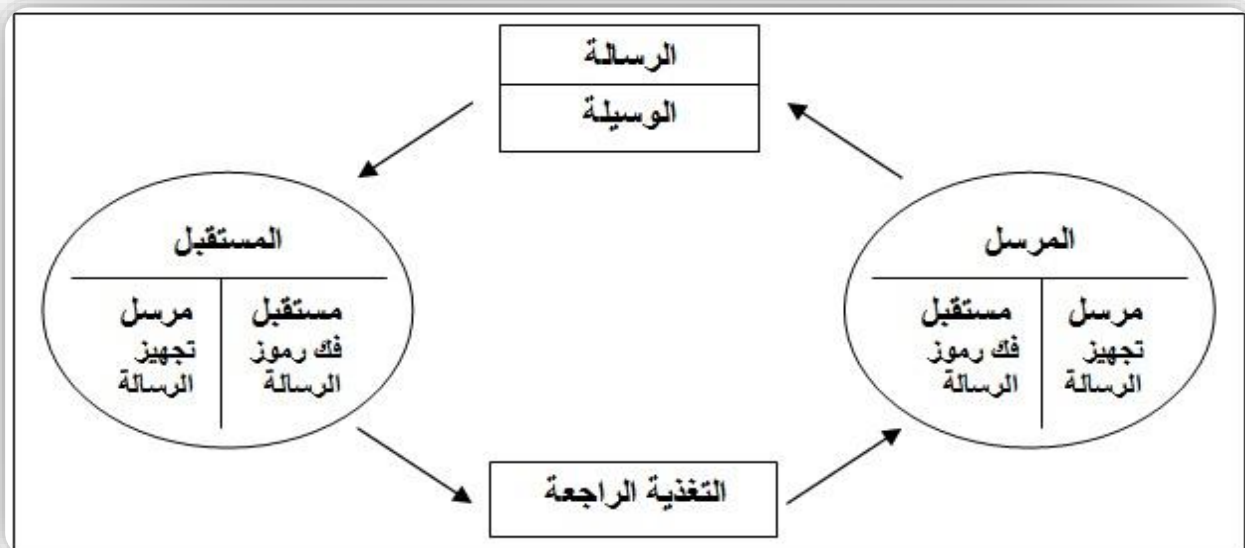 الرسالة
الوسيلة
المرسل
مرسل
تجهيز
الرسالة
مستقبل
فك رموز
الرسالة
المستقبل
مستقبل
فك رموز
الرسالة
مرسل
تجهيز
الرسالة
التغذية الراجعة